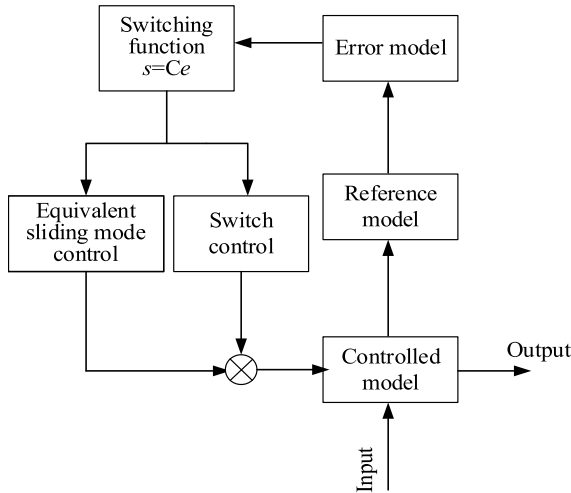 Switching
function
s=Ce
Error model
Equivalent
sliding mode
control
Switch
control
Reference
model
Controlled
model
Output
Input